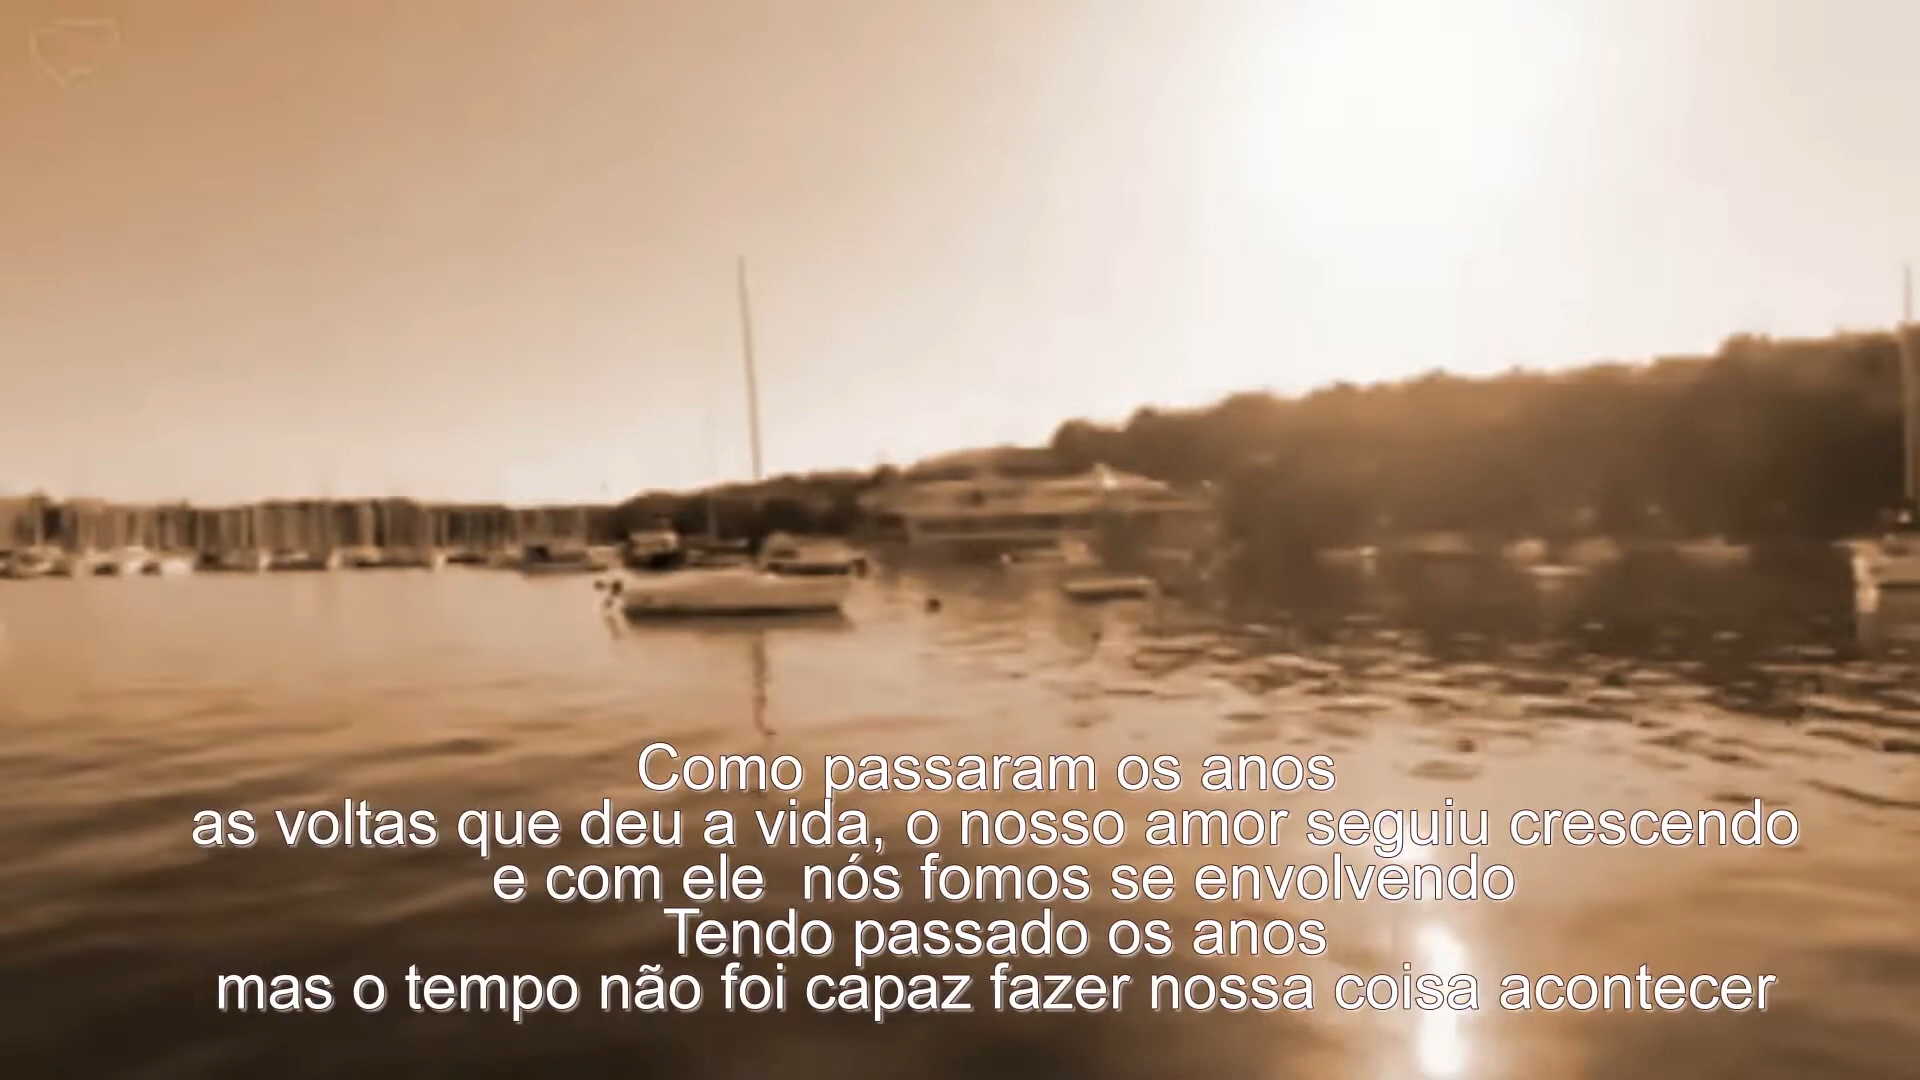 Como passaram os anos
as voltas que deu a vida, o nosso amor seguiu crescendo
e com ele  nós fomos se envolvendo
Tendo passado os anos
mas o tempo não foi capaz fazer nossa coisa acontecer